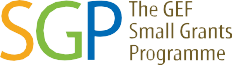 SGP The GEF
Small Grants
Programme